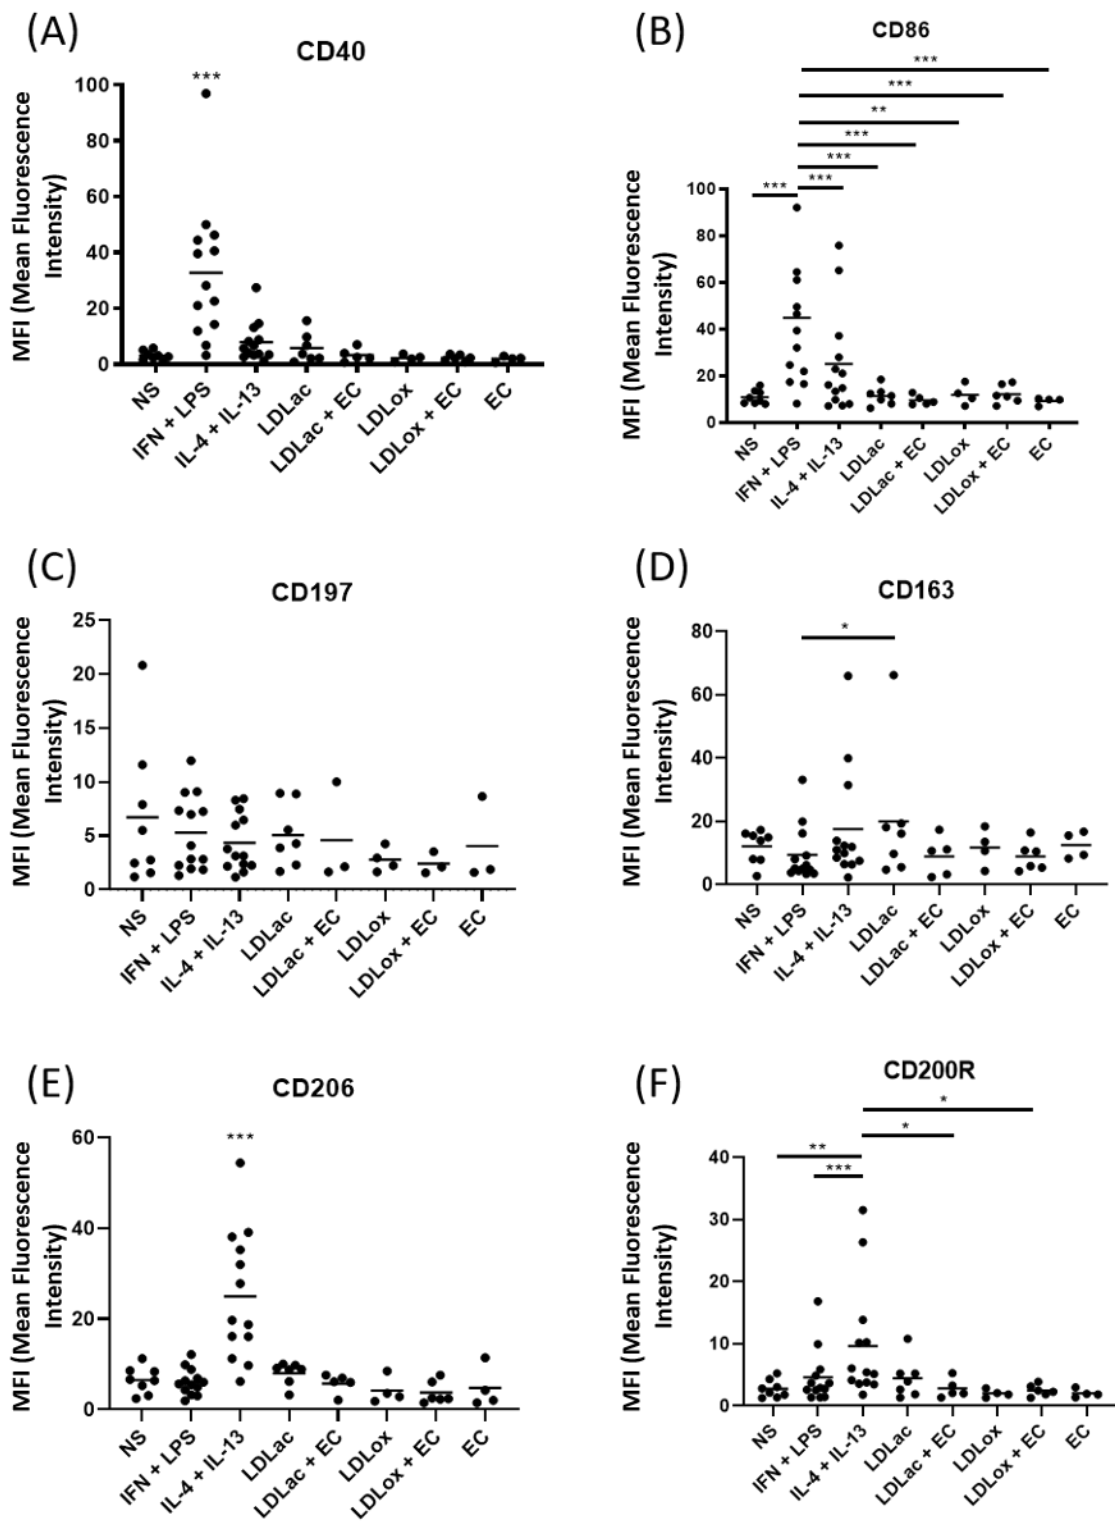 (A)
CD40
***
MFI (Mean Fluorescence
Intensity)
100
80
60
40
20
0
NS
IFN + LPS
IL-4 + IL-13
LDLac
LDLac + EC
LDLox
LDLox + EC
EC
(B)
CD86
***
***
**
***
***
***
***
MFI (Mean Fluorescence
Intensity)
100
80
60
40
20
0
NS
IFN + LPS
IL-4 + IL-13
LDLac
LDLac + EC
LDLox
LDLox + EC
EC
(C)
CD197
MFI (Mean Fluorescence
Intensity)
25
20
15
10
5
0
NS
IFN + LPS
IL-4 + IL-13
LDLac
LDLac + EC
LDLox
LDLox + EC
EC
(D)
CD163
*
MFI (Mean Fluorescence
Intensity)
80
60
40
20
0
NS
IFN + LPS
IL-4 + IL-13
LDLac
LDLac + EC
LDLox
LDLox + EC
EC
(E)
CD206
***
MFI (Mean Fluorescence
Intensity)
60
40
20
0
NS
IFN + LPS
IL-4 + IL-13
LDLac
LDLac + EC
LDLox
LDLox + EC
EC
(F)
CD200R
*
*
**
***
MFI (Mean Fluorescence
Intensity)
40
30
20
10
0
NS
IFN + LPS
IL-4 + IL-13
LDLac
LDLac + EC
LDLox
LDLox + EC
EC